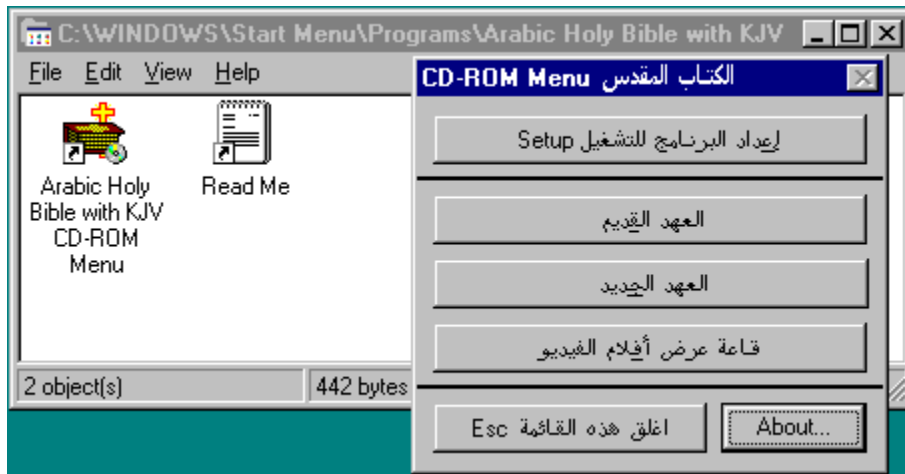 C:\WINDOWS\Start Menu\Programs\Arabic Holy Bible with KJV
File Edit View Help
Arabic Holy
Bible with KJV
CD-ROM
Menu
Read Me
2 object(s)
442 bytes
CD-ROM Menu الكتاب المقدس
إعداد البرنامج للتشغيل Setup
العهد القديم
العهد الجديد
قاعة عرض أفلام الفيديو
اغلق هذه القائمة Esc
About...